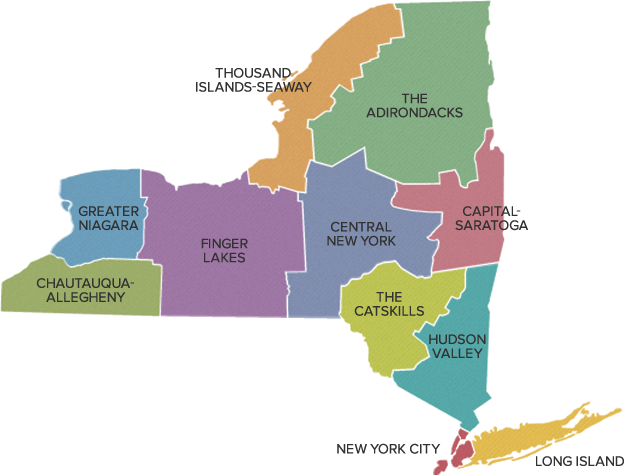 THOUSAND
ISLANDS-SEAWAY
THE
ADIRONDACKS
GREATER
NIAGARA
FINGER
LAKES
CENTRAL
NEW YORK
CAPITAL-
SARATOGA
CHAUTAUQUA-
ALLEGHENY
THE
CATSKILLS
HUDSON
VALLEY
NEW YORK CITY
LONG ISLAND